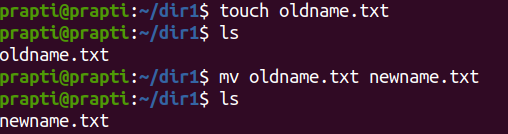 prapti@prapti:~/dir1$ touch oldname.txt
prapti@prapti:~/dir1$ ls
oldname.txt
prapti@prapti:~/dir1$ mv oldname.txt newname.txt
prapti@prapti:~/dir1$ ls
newname.txt